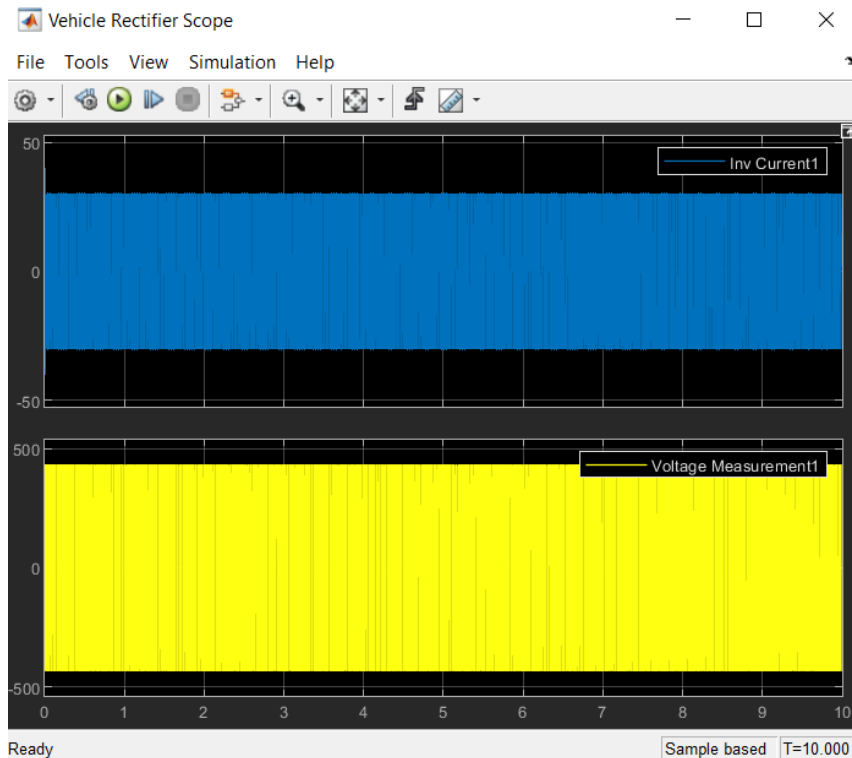 Vehicle Rectifier Scope
File Tools View Simulation Help
50
Inv Current1
0
-50
500
Voltage Measurement1
0
-500
0 1 2 3 4 5 6 7 8 9 10
Ready Sample based T=10.000